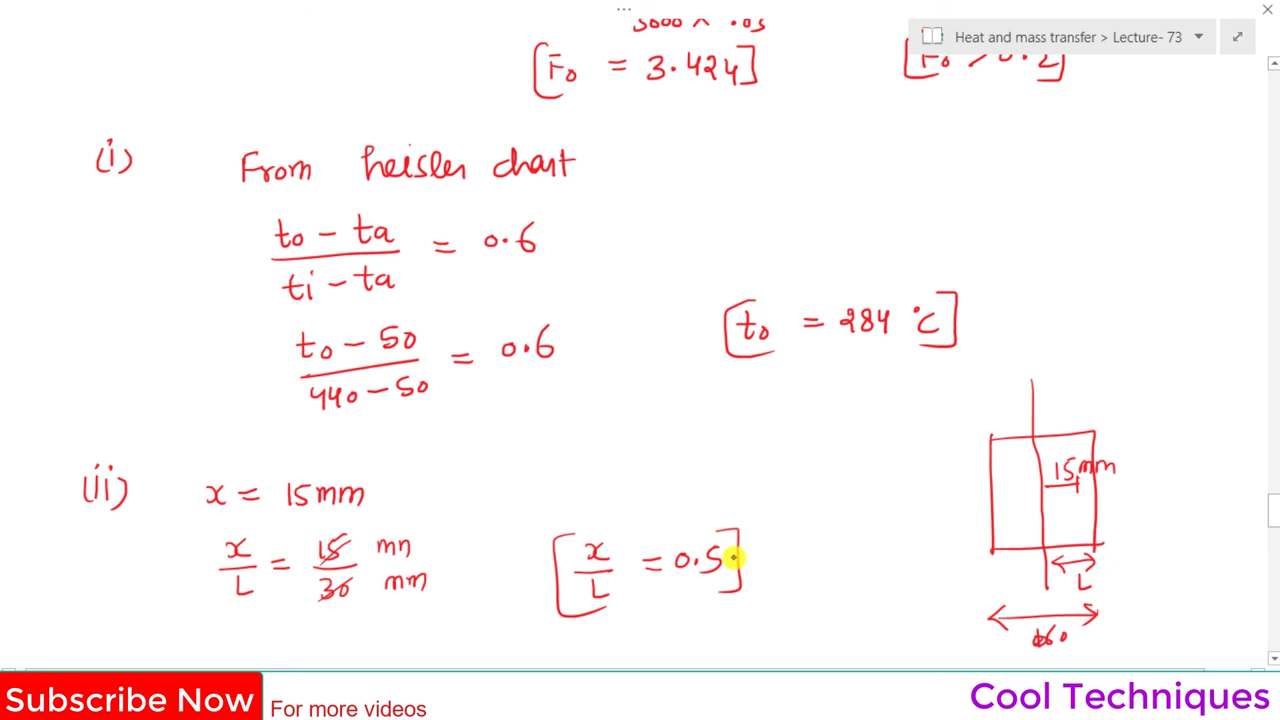 Heat and mass transfer > Lecture- 73
[Fo = 3.424]
(i) From heisler chart
to - ta / ti - ta = 0.6
to - 50 / 440 - 50 = 0.6
[to = 284 °C]
(ii) x = 15mm
x/L = 15 mm / 30 mm
[x/L = 0.5]
15mm
L
60
Subscribe Now
For more videos
Cool Techniques